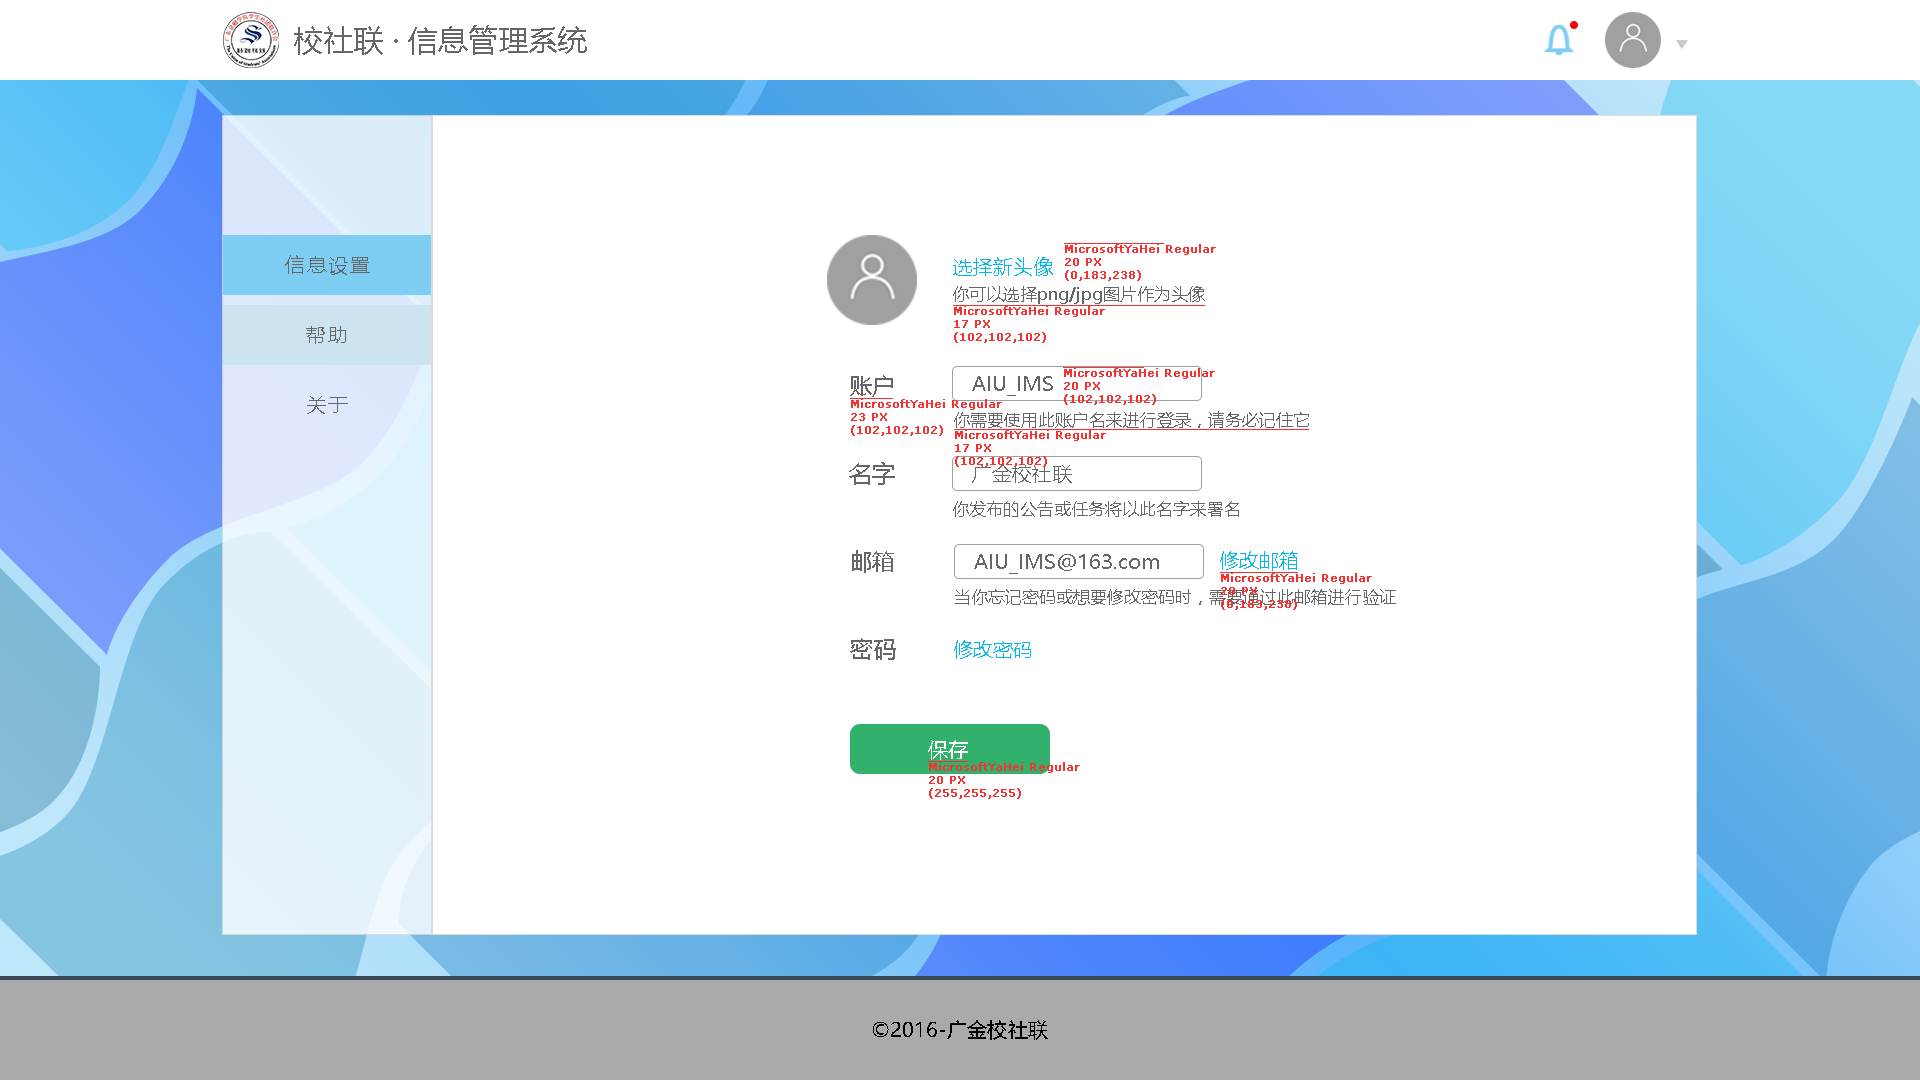 校社联 · 信息管理系统
信息设置
帮助
关于
选择新头像
MicrosoftYaHei Regular
20 PX
(0,183,238)
你可以选择png/jpg图片作为头像
MicrosoftYaHei Regular
17 PX
(102,102,102)
账户
AIU_IMS
MicrosoftYaHei Regular
20 PX
(102,102,102)
MicrosoftYaHei Regular
23 PX
(102,102,102)
你需要使用此账户名来进行登录，请务必记住它
MicrosoftYaHei Regular
17 PX
(102,102,102)
名字
广金校社联
你发布的公告或任务将以此名字来署名
邮箱
AIU_IMS@163.com
修改邮箱
MicrosoftYaHei Regular
20 PX
(0,183,238)
当你忘记密码或想要修改密码时，需要通过此邮箱进行验证
密码
修改密码
保存
MicrosoftYaHei Regular
20 PX
(255,255,255)
©2016-广金校社联